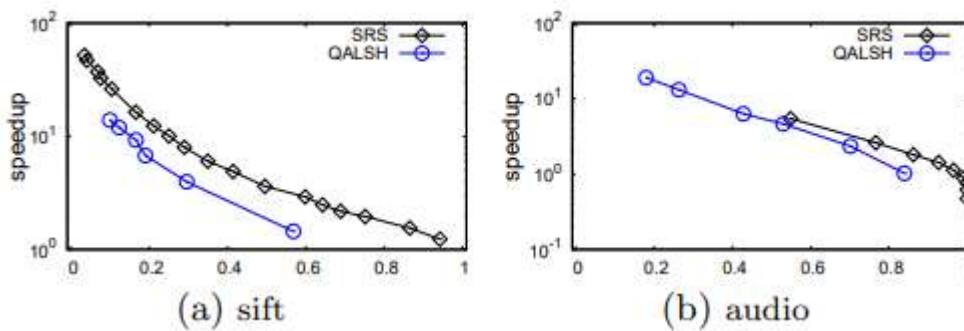 10²
SRS
QALSH
speedup
10¹
10⁰
0
0.2
0.4
0.6
0.8
1
(a) sift
10²
SRS
QALSH
speedup
10¹
10⁰
10⁻¹
0
0.2
0.4
0.6
0.8
(b) audio